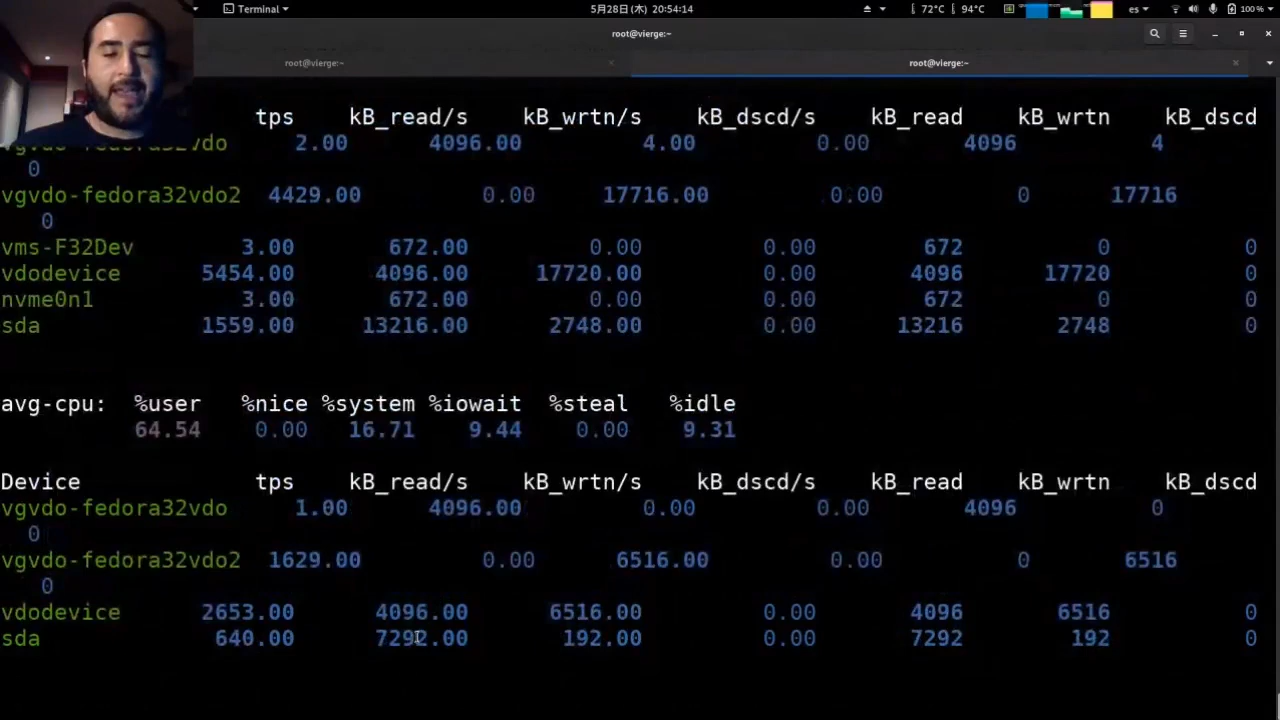 Terminal 5月28日(木) 20:54:14 72°C 94°C es 100%
root@vierge:~
root@vierge:~ root@vierge:~
tps kB_read/s kB_wrtn/s kB_dscd/s kB_read kB_wrtn kB_dscd
vgvdo-fedora32vdo 2.00 4096.00 4.00 0.00 4096 4
0
vgvdo-fedora32vdo2 4429.00 0.00 17716.00 0.00 0 17716
0
vms-F32Dev 3.00 672.00 0.00 0.00 672 0 0
vdodevice 5454.00 4096.00 17720.00 0.00 4096 17720 0
nvme0n1 3.00 672.00 0.00 0.00 672 0 0
sda 1559.00 13216.00 2748.00 0.00 13216 2748 0
avg-cpu: %user %nice %system %iowait %steal %idle
64.54 0.00 16.71 9.44 0.00 9.31
Device tps kB_read/s kB_wrtn/s kB_dscd/s kB_read kB_wrtn kB_dscd
vgvdo-fedora32vdo 1.00 4096.00 0.00 0.00 4096 0
0
vgvdo-fedora32vdo2 1629.00 0.00 6516.00 0.00 0 6516
0
vdodevice 2653.00 4096.00 6516.00 0.00 4096 6516 0
sda 640.00 7292.00 192.00 0.00 7292 192 0